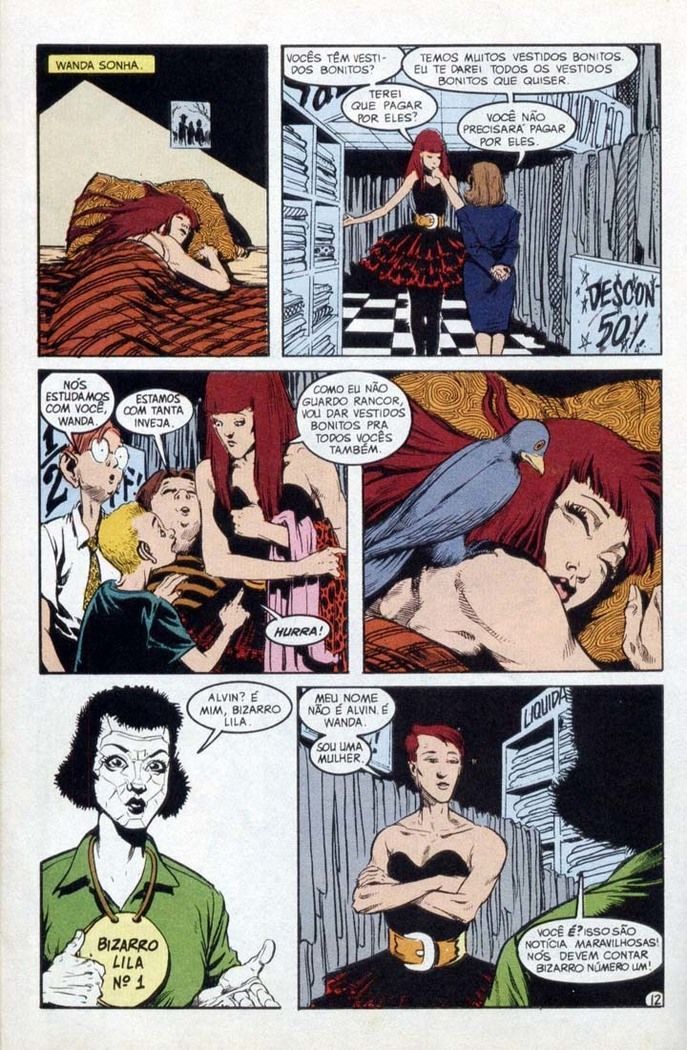 WANDA SONHA.
VOCÊS TÊM VESTI-
DOS BONITOS?
TEMOS MUITOS VESTIDOS BONITOS.
EU TE DAREI TODOS OS VESTIDOS
BONITOS QUE QUISER.
TEREI
QUE PAGAR
POR ELES?
VOCÊ NÃO
PRECISARÁ PAGAR
POR ELES.
DESCON
50%
NÓS
ESTUDAMOS
COM VOCÊ,
WANDA.
ESTAMOS
COM TANTA
INVEJA.
COMO EU NÃO
GUARDO RANCOR,
VOU DAR VESTIDOS
BONITOS PRA
TODOS VOCÊS
TAMBÉM.
HURRA!
ALVIN? É
MIM, BIZARRO
LILA.
BIZARRO
LILA
Nº 1
MEU NOME
NÃO É ALVIN. É
WANDA.
SOU UMA
MULHER.
LIQUIDA
VOCÊ É? ISSO SÃO
NOTÍCIA MARAVILHOSAS!
NÓS DEVEM CONTAR
BIZARRO NÚMERO UM!
12